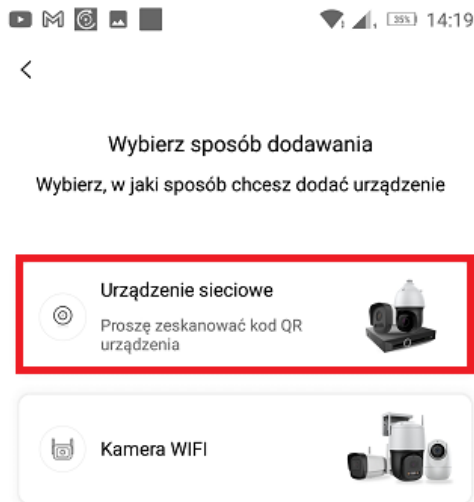 35% 14:19
Wybierz sposób dodawania
Wybierz, w jaki sposób chcesz dodać urządzenie
Urządzenie sieciowe
Proszę zeskanować kod QR
urządzenia
Kamera WIFI